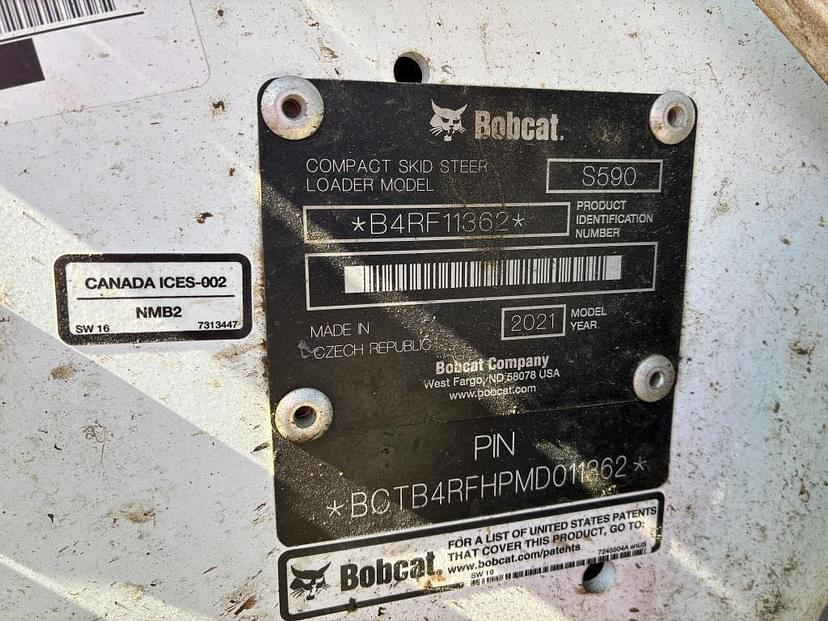 Bobcat.
COMPACT SKID STEER
LOADER MODEL
S590
*B4RF11362*
PRODUCT
IDENTIFICATION
NUMBER
MADE IN
CZECH REPUBLIC
2021
MODEL
YEAR
Bobcat Company
West Fargo, ND 58078 USA
www.bobcat.com
PIN
*BCTB4RFHPMD011362*
CANADA ICES-002
NMB2
SW 16
7313447
Bobcat.
FOR A LIST OF UNITED STATES PATENTS
THAT COVER THIS PRODUCT, GO TO:
www.bobcat.com/patents
SW 19
7245504A enUS